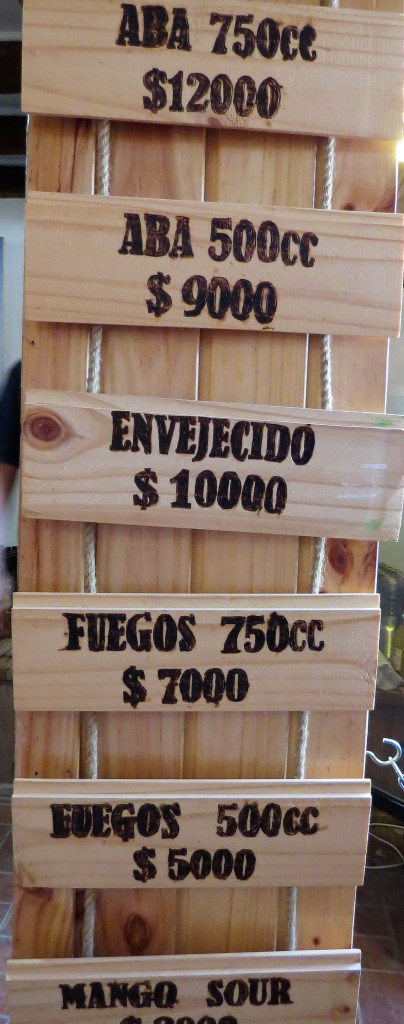 ABA 750cc
$12000
ABA 500cc
$ 9000
ENVEJECIDO
$ 10000
FUEGOS 750cc
$ 7000
FUEGOS 500cc
$ 5000
MANGO SOUR